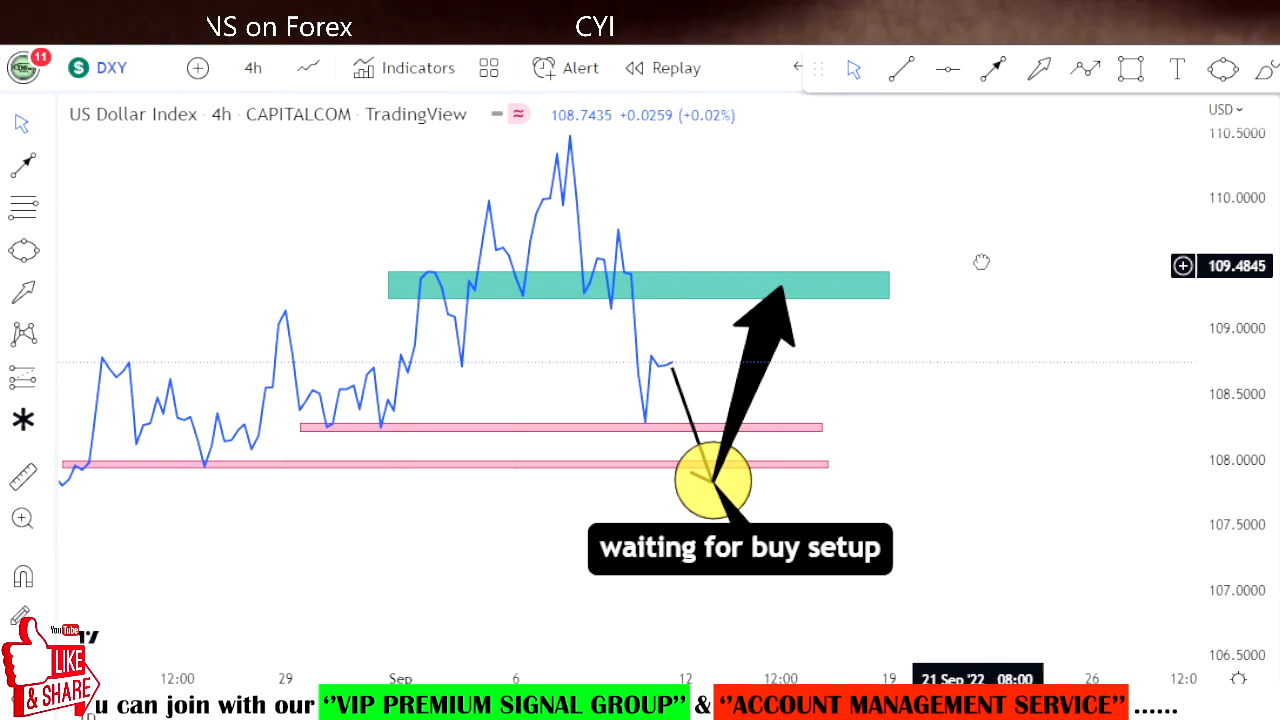 NS on Forex CYI
11
DXY 4h Indicators Alert Replay
US Dollar Index · 4h · CAPITALCOM · TradingView 108.7435 +0.0259 (+0.02%)
USD
110.5000
110.0000
109.4845
109.0000
108.5000
108.0000
107.5000
107.0000
106.5000
waiting for buy setup
12:00 29 Sep 6 12 12:00 19 21 Sep '22 08:00 26 12:0
YouTube
LIKE
& SHARE
u can join with our "VIP PREMIUM SIGNAL GROUP" & "ACCOUNT MANAGEMENT SERVICE" ......